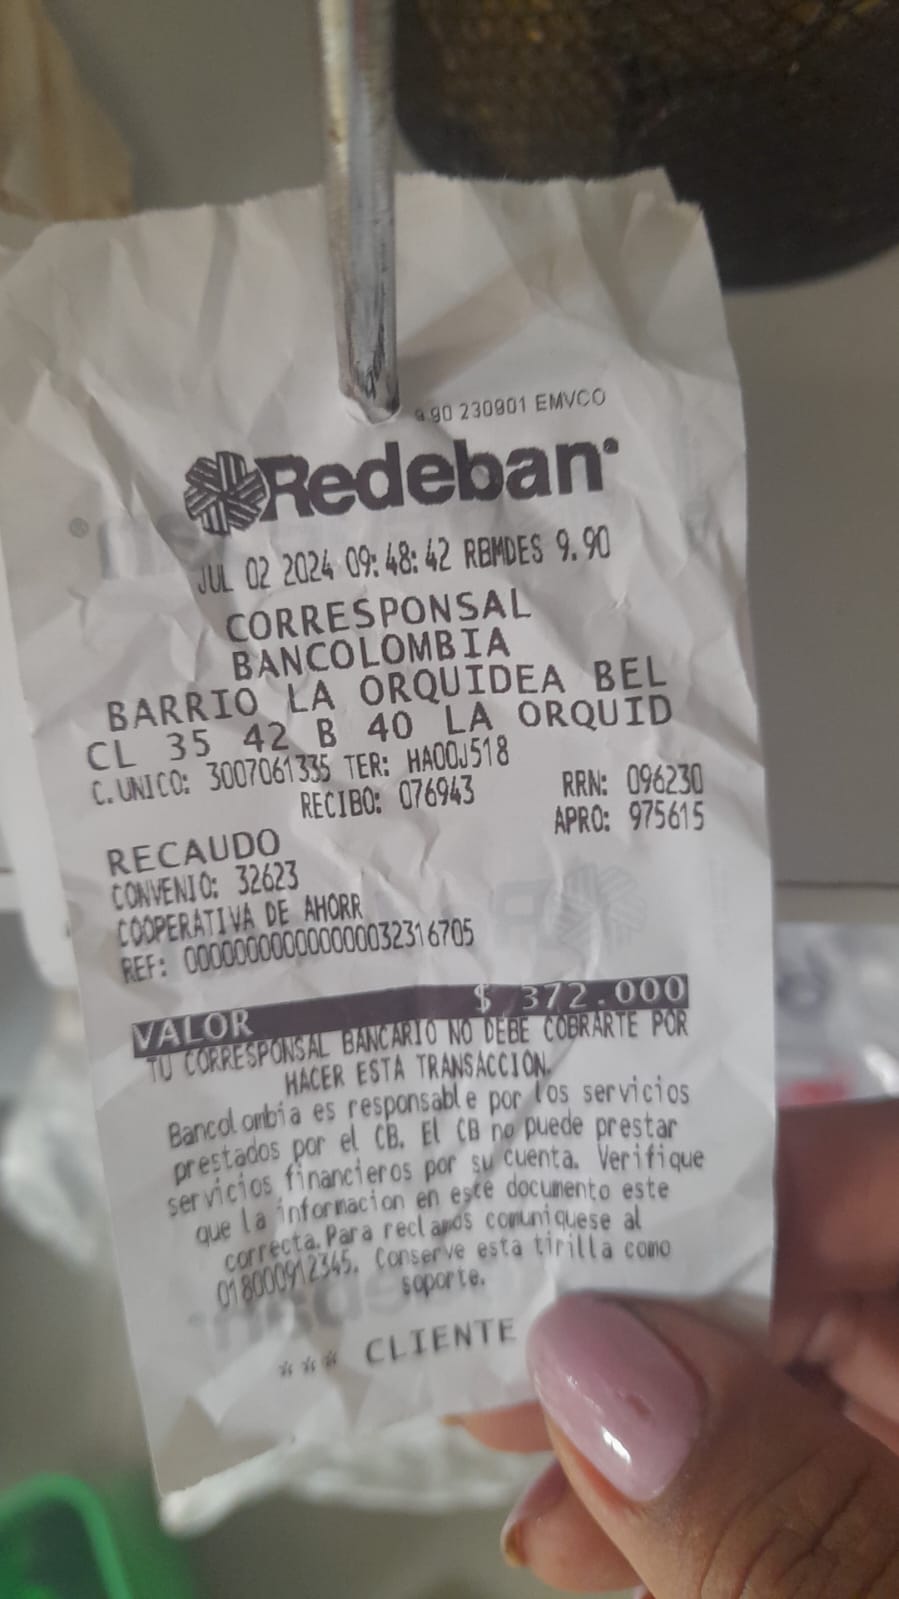 9.90 230901 EMVCO
Redeban
JUL 02 2024 09:48:42 RBMDES 9.90
CORRESPONSAL
BANCOLOMBIA
BARRIO LA ORQUIDEA BEL
CL 35 42 B 40 LA ORQUID
C.UNICO: 3007061335 TER: HA00J518
RECIBO: 076943 RRN: 096230
APRO: 975615
RECAUDO
CONVENIO: 32623
COOPERATIVA DE AHORR
REF: 0000000000000000032316705
VALOR $ 372.000
TU CORRESPONSAL BANCARIO NO DEBE COBRARTE POR
HACER ESTA TRANSACCION.
Bancolombia es responsable por los servicios
prestados por el CB. El CB no puede prestar
servicios financieros por su cuenta. Verifique
que la informacion en este documento este
correcta. Para reclamos comuniquese al
018000912345. Conserve esta tirilla como
soporte.
*** CLIENTE